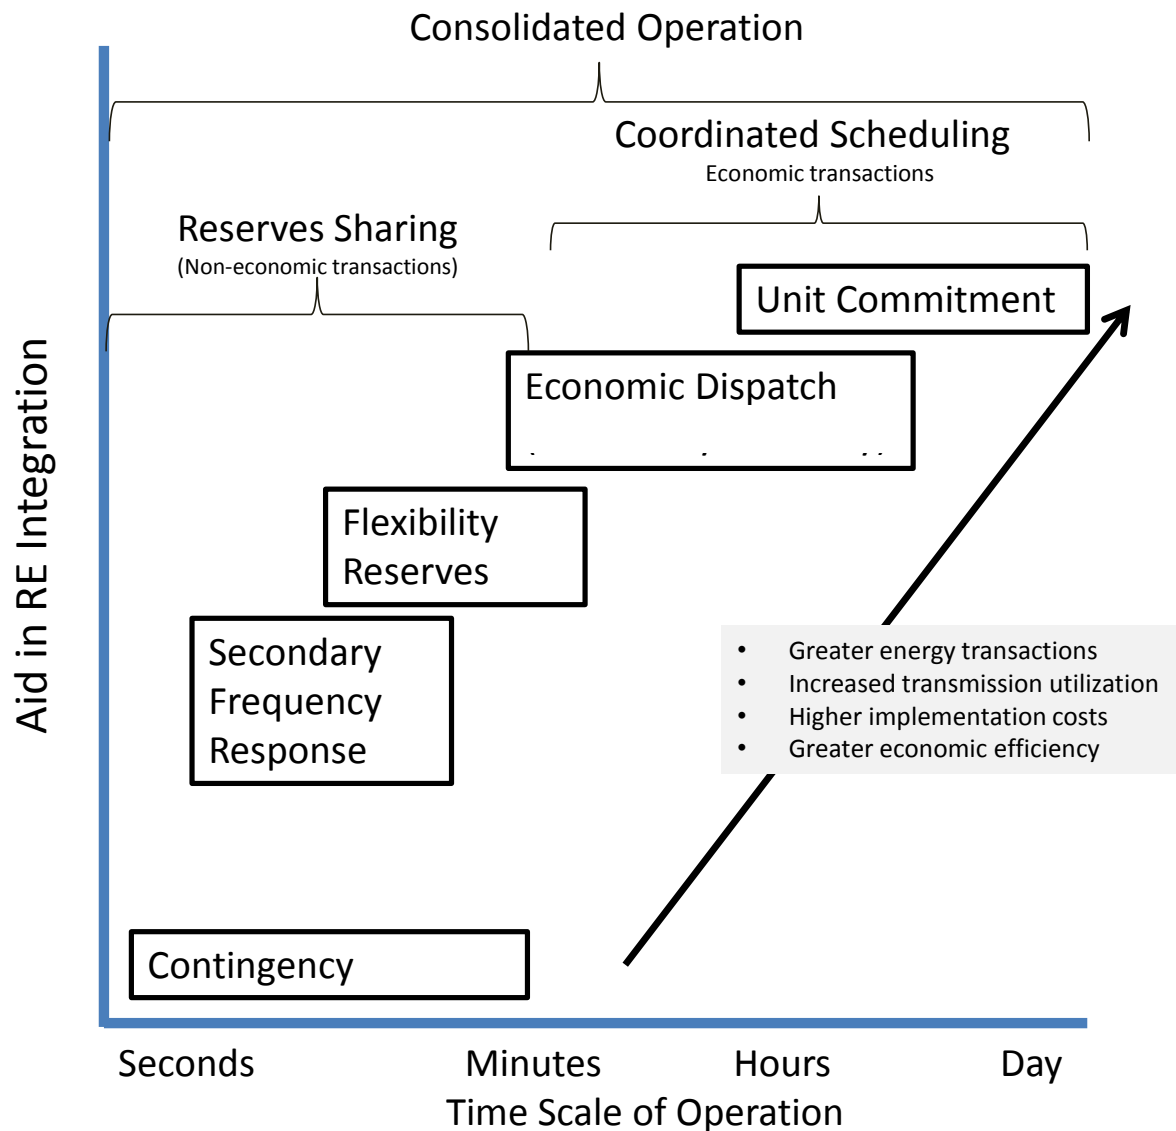 Consolidated Operation
Coordinated Scheduling
Economic transactions
Reserves Sharing
(Non-economic transactions)
Unit Commitment
Economic Dispatch
Flexibility
Reserves
Secondary
Frequency
Response
• Greater energy transactions
• Increased transmission utilization
• Higher implementation costs
• Greater economic efficiency
Contingency
Aid in RE Integration
Seconds Minutes Hours Day
Time Scale of Operation